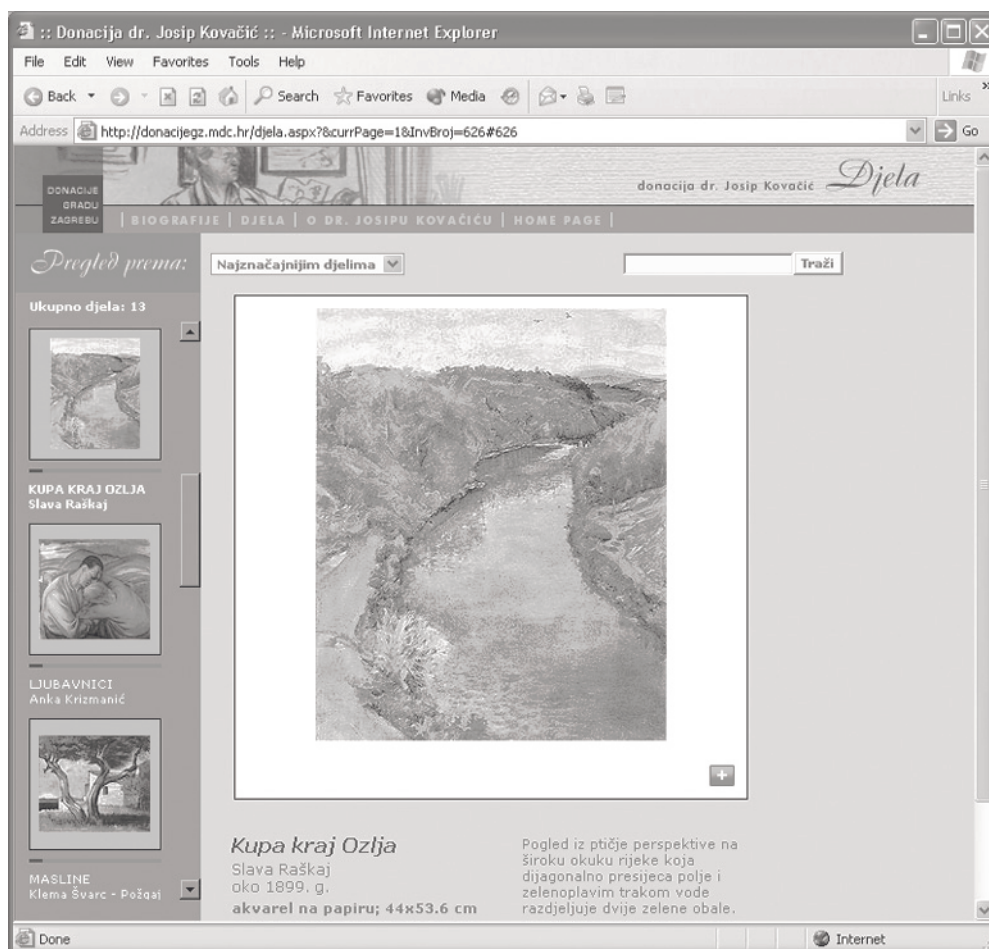 :: Donacija dr. Josip Kovačić :: - Microsoft Internet Explorer
File Edit View Favorites Tools Help
Back Search Favorites Media Links »
Address http://donacijegz.mdc.hr/djela.aspx?&currPage=1&InvBroj=626#626 Go
DONACIJE
GRADU
ZAGREBU
donacija dr. Josip Kovačić Djela
| BIOGRAFIJE | DJELA | O DR. JOSIPU KOVAČIĆU | HOME PAGE |
Pregled prema:
Najznačajnijim djelima
Traži
Ukupno djela: 13
KUPA KRAJ OZLJA
Slava Raškaj
LJUBAVNICI
Anka Krizmanić
MASLINE
Klema Švarc - Požgaj
Kupa kraj Ozlja
Slava Raškaj
oko 1899. g.
akvarel na papiru; 44x53.6 cm
Pogled iz ptičje perspektive na
široku okuku rijeke koja
dijagonalno presijeca polje i
zelenoplavim trakom vode
razdjeljuje dvije zelene obale.
Done
Internet